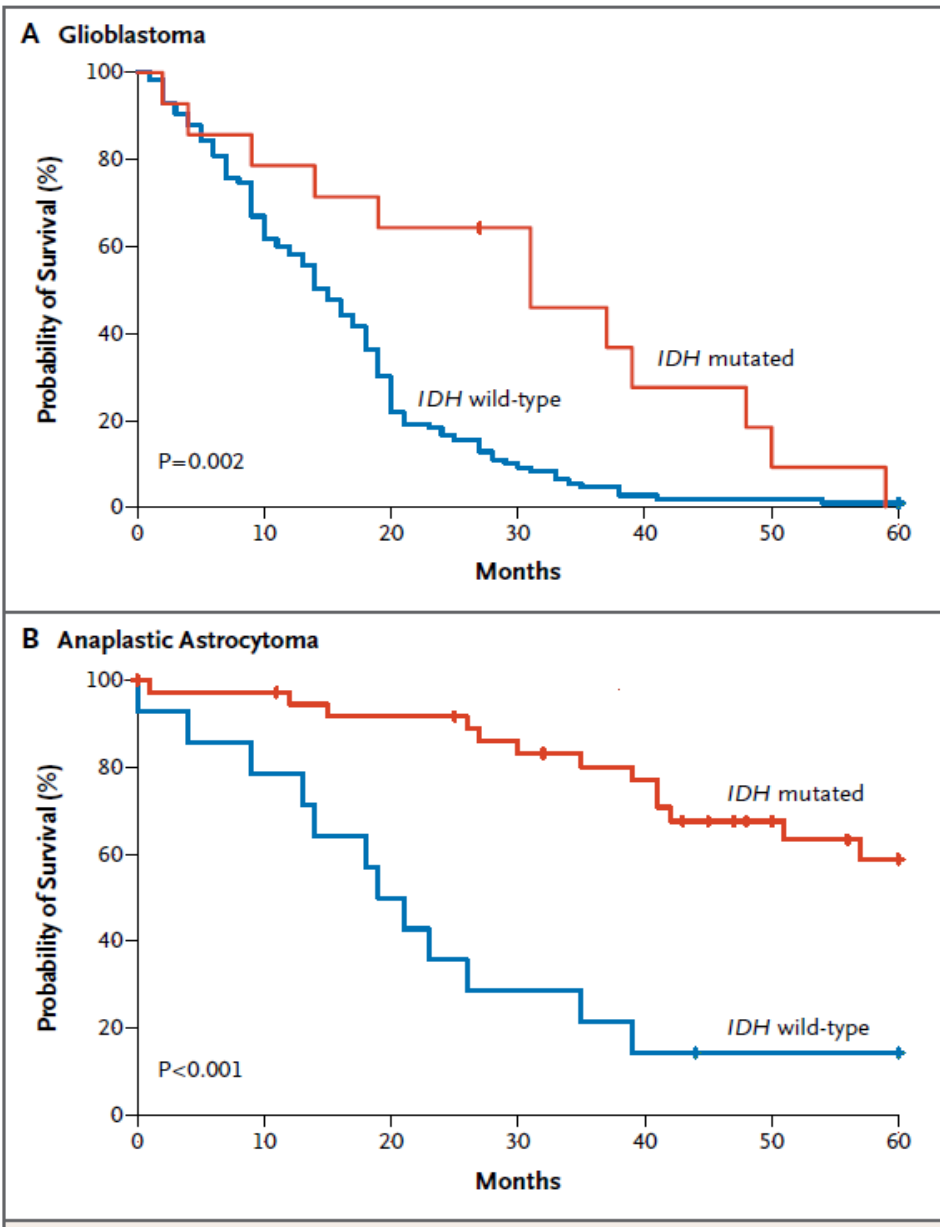 A Glioblastoma
100
80
60
40
20
0
Probability of Survival (%)
IDH mutated
IDH wild-type
P=0.002
0 10 20 30 40 50 60
Months
B Anaplastic Astrocytoma
100
80
60
40
20
0
Probability of Survival (%)
IDH mutated
IDH wild-type
P<0.001
0 10 20 30 40 50 60
Months